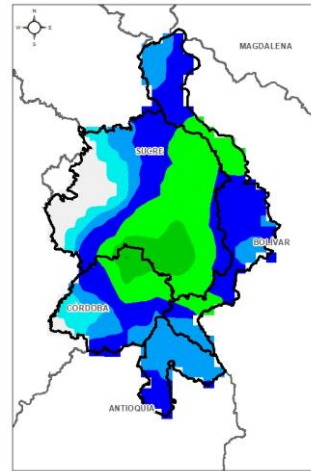 N
W E
S
MAGDALENA
SUCRE
BOLIVAR
CORDOBA
ANTIOQUIA